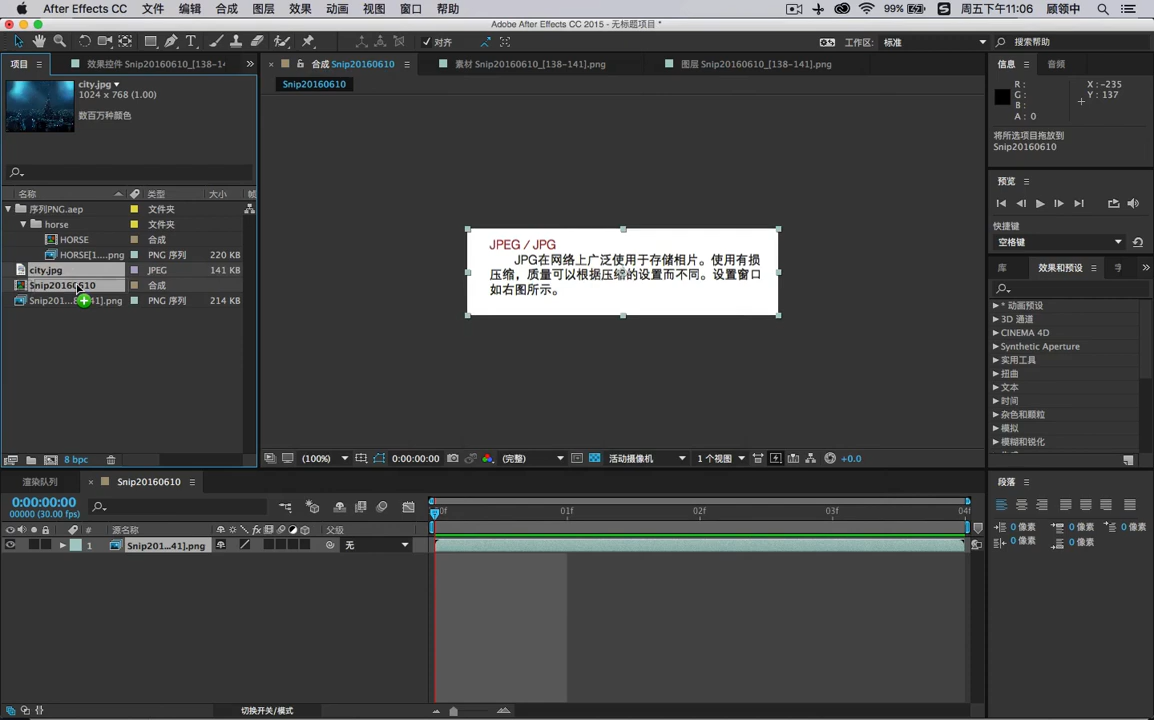 After Effects CC 文件 编辑 合成 图层 效果 动画 视图 窗口 帮助 99% 周五下午11:06 顾领中
Adobe After Effects CC 2015 - 无标题项目 *
对齐 工作区: 标准 搜索帮助
项目 效果控件 Snip20160610_[138-14 合成 Snip20160610 素材 Snip20160610_[138-141].png 图层 Snip20160610_[138-141].png 信息 音频
Snip20160610
city.jpg
1024 x 768 (1.00)
数百万种颜色
R :
G :
B :
A : 0
X : -235
Y : 137
将所选项目拖放到
Snip20160610
预览
快捷键
空格键
库 效果和预设
* 动画预设
3D 通道
CINEMA 4D
Synthetic Aperture
实用工具
扭曲
文本
时间
杂色和颗粒
模拟
模糊和锐化
名称 类型 大小 帧
序列PNG.aep 文件夹
horse 文件夹
HORSE 合成
HORSE[1....png PNG 序列 220 KB
city.jpg JPEG 141 KB
Snip20160610 合成
PNG 序列 214 KB
JPEG / JPG
JPG在网络上广泛使用于存储相片。使用有损
压缩，质量可以根据压缩的设置而不同。设置窗口
如右图所示。
8 bpc
(100%) 0:00:00:00 (完整) 活动摄像机 1 个视图 +0.0
渲染队列 Snip20160610
0:00:00:00
00000 (30.00 fps)
0f 01f 02f 03f 04f
# 源名称 父级
1 Snip201...41].png 无
切换开关/模式
段落
0 像素 0 像素 0 像素
0 像素 0 像素